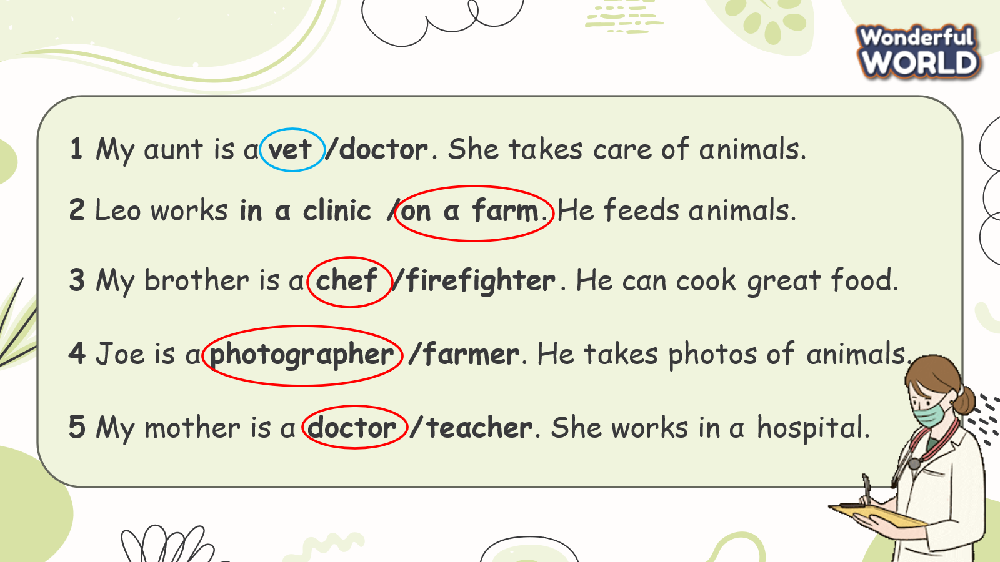 Wonderful
WORLD
1 My aunt is a vet /doctor. She takes care of animals.
2 Leo works in a clinic /on a farm. He feeds animals.
3 My brother is a chef /firefighter. He can cook great food.
4 Joe is a photographer /farmer. He takes photos of animals.
5 My mother is a doctor /teacher. She works in a hospital.